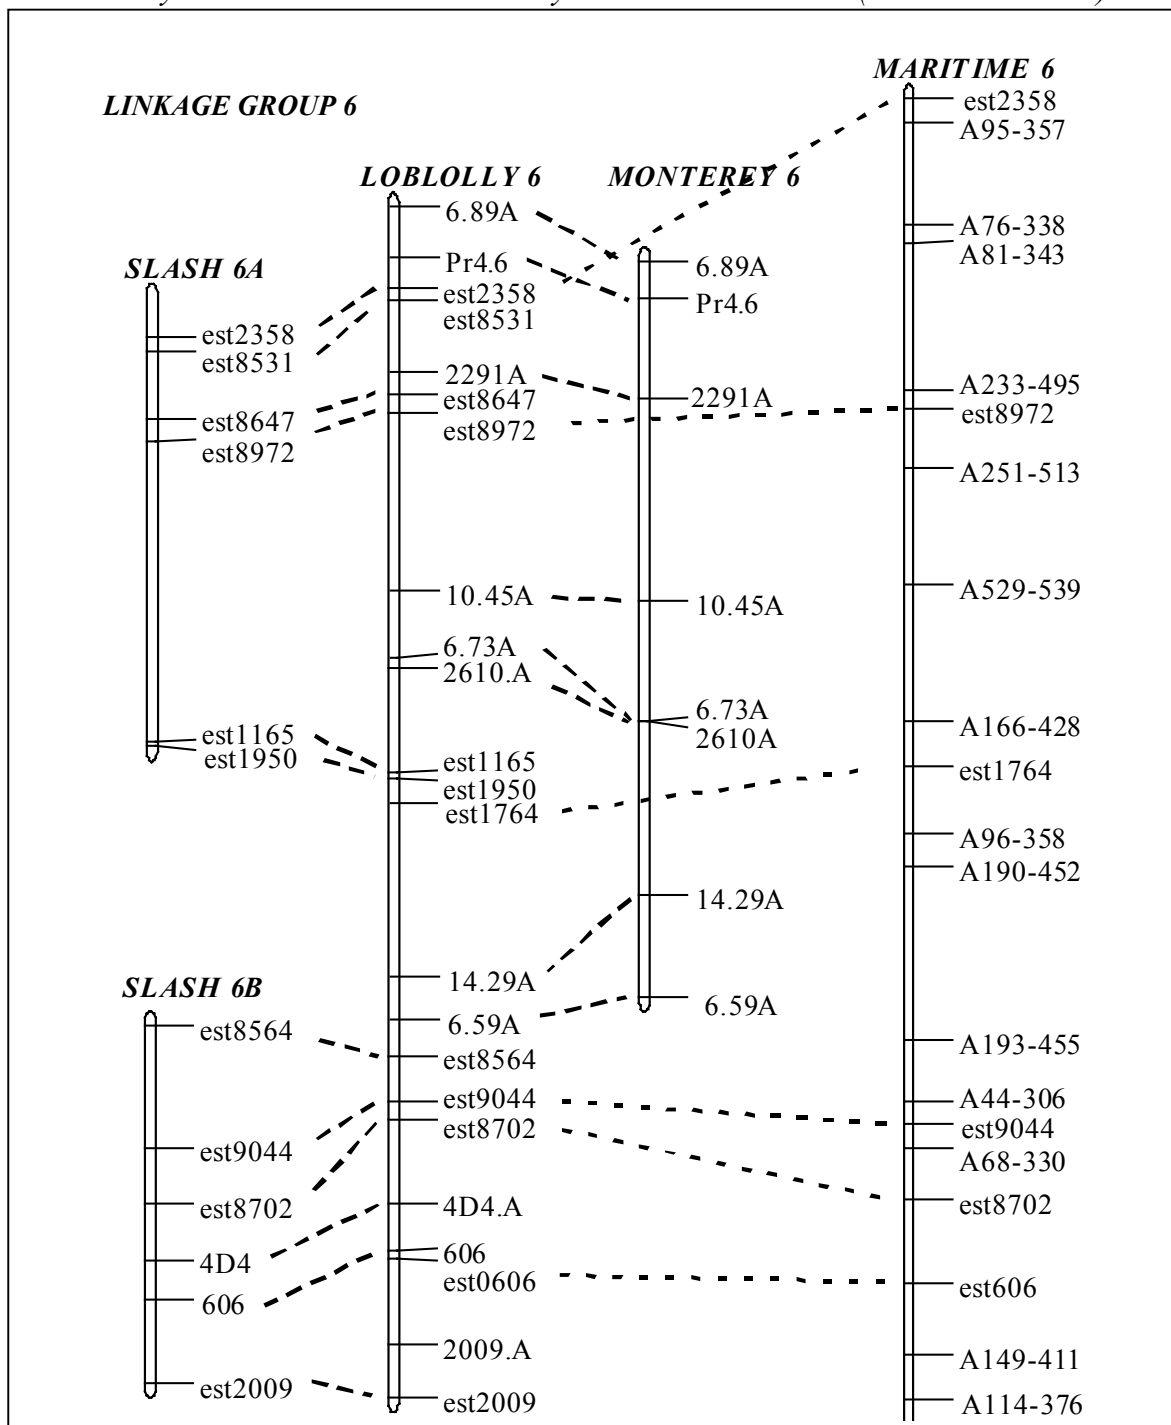 MARITIME 6
LINKAGE GROUP 6
LOBLOLLY 6
MONTEREY 6
SLASH 6A
est2358
est8531
est8647
est8972
est1165
est1950
SLASH 6B
est8564
est9044
est8702
4D4
606
est2009
6.89A
Pr4.6
est2358
est8531
2291A
est8647
est8972
10.45A
6.73A
2610.A
est1165
est1950
est1764
14.29A
6.59A
est8564
est9044
est8702
4D4.A
606
est0606
2009.A
est2009
6.89A
Pr4.6
2291A
10.45A
6.73A
2610A
14.29A
6.59A
est2358
A95-357
A76-338
A81-343
A233-495
est8972
A251-513
A529-539
A166-428
est1764
A96-358
A190-452
A193-455
A44-306
est9044
A68-330
est8702
est606
A149-411
A114-376